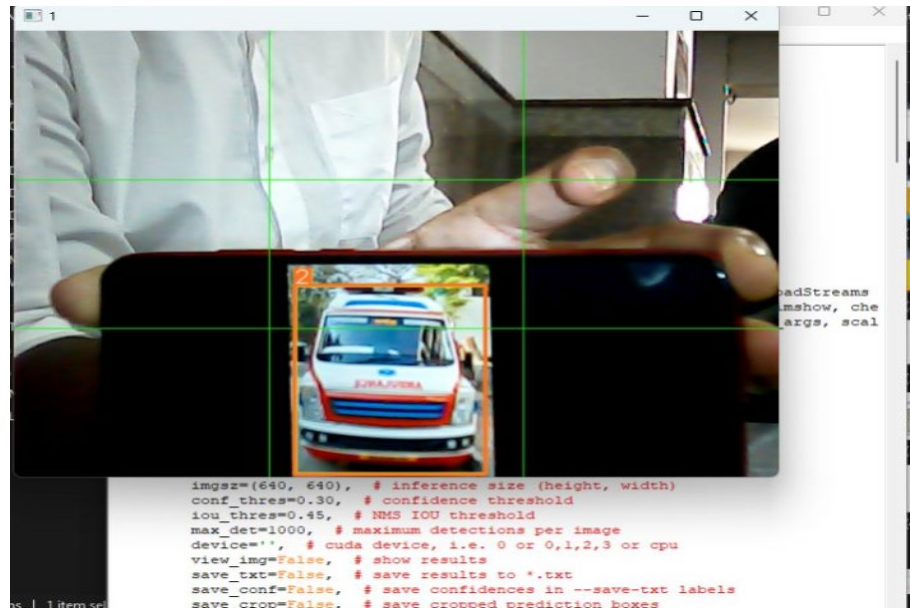 1
adStreams
imshow, che
_args, scal
2
imgsz=(640, 640),  # inference size (height, width)
conf_thres=0.30,  # confidence threshold
iou_thres=0.45,  # NMS IOU threshold
max_det=1000,  # maximum detections per image
device='',  # cuda device, i.e. 0 or 0,1,2,3 or cpu
view_img=False,  # show results
save_txt=False,  # save results to *.txt
save_conf=False,  # save confidences in --save-txt labels
save_crop=False,  # save cropped prediction boxes
ns | 1 item sel